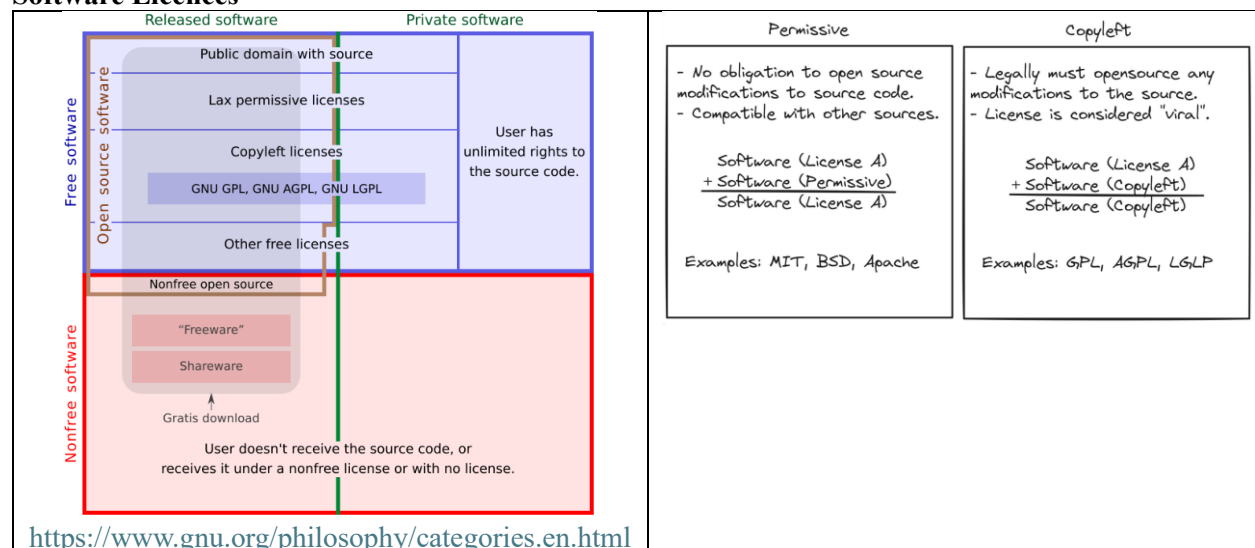 Software Licences
Released software
Private software
Free software
Open source software
Public domain with source
Lax permissive licenses
Copyleft licenses
GNU GPL, GNU AGPL, GNU LGPL
Other free licenses
User has
unlimited rights to
the source code.
Nonfree software
Nonfree open source
“Freeware”
Shareware
Gratis download
User doesn't receive the source code, or
receives it under a nonfree license or with no license.
https://www.gnu.org/philosophy/categories.en.html
Permissive
- No obligation to open source
modifications to source code.
- Compatible with other sources.
Software (License A)
+ Software (Permissive)
Software (License A)
Examples: MIT, BSD, Apache
Copyleft
- Legally must opensource any
modifications to the source.
- License is considered "viral".
Software (License A)
+ Software (Copyleft)
Software (Copyleft)
Examples: GPL, AGPL, LGLP